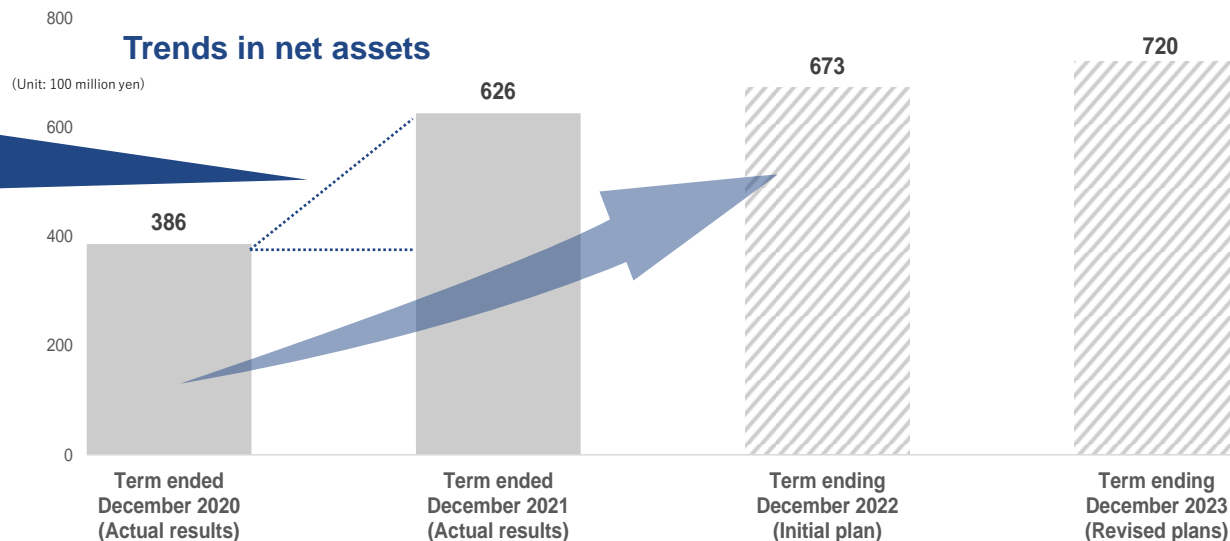 Trends in net assets
(Unit: 100 million yen)
800
600
400
200
0
386
626
673
720
Term ended
December 2020
(Actual results)
Term ended
December 2021
(Actual results)
Term ending
December 2022
(Initial plan)
Term ending
December 2023
(Revised plans)